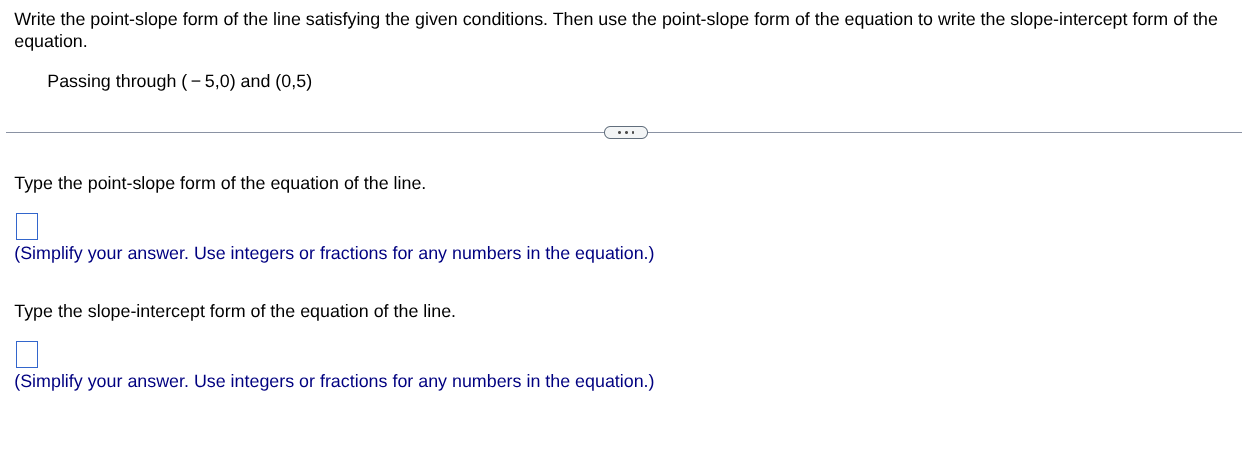 Write the point-slope form of the line satisfying the given conditions. Then use the point-slope form of the equation to write the slope-intercept form of the
equation.
Passing through ( − 5,0) and (0,5)
Type the point-slope form of the equation of the line.
(Simplify your answer. Use integers or fractions for any numbers in the equation.)
Type the slope-intercept form of the equation of the line.
(Simplify your answer. Use integers or fractions for any numbers in the equation.)